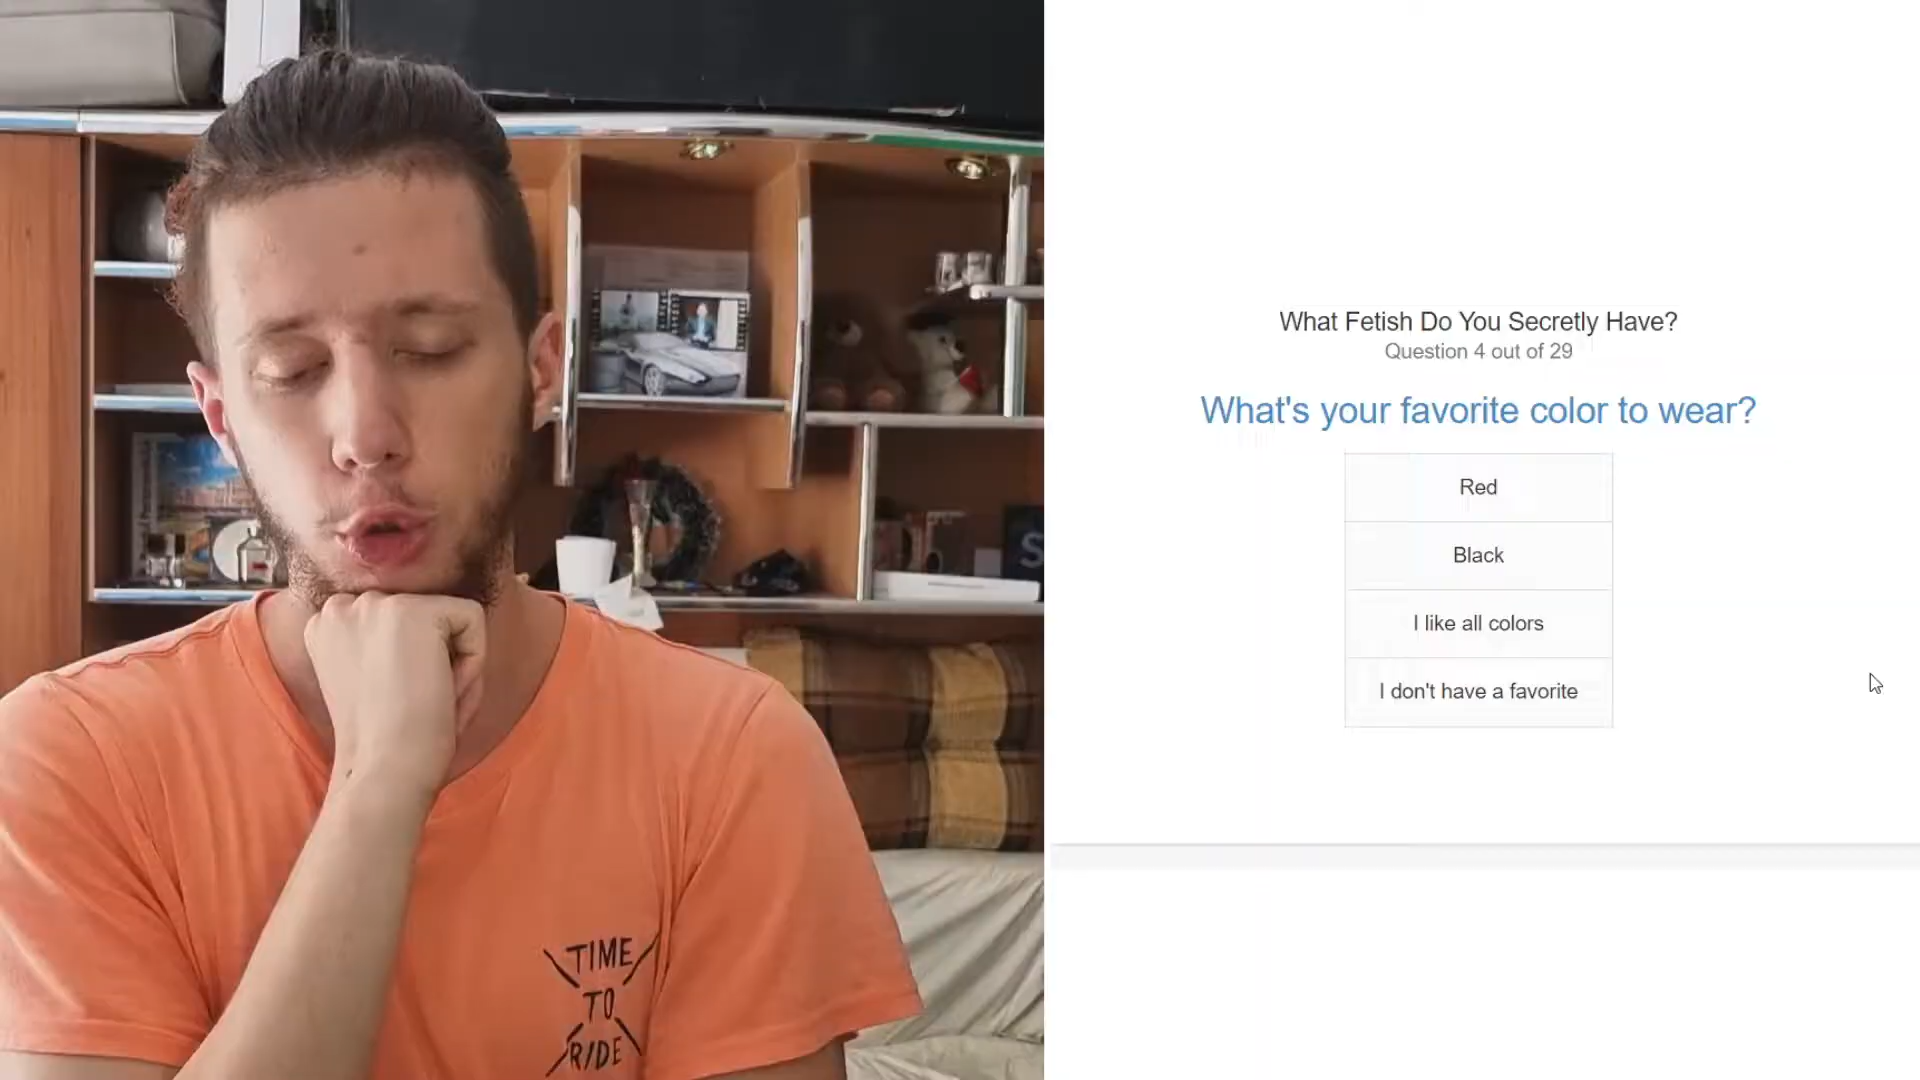 S
TIME
TO
RIDE
What Fetish Do You Secretly Have?
Question 4 out of 29
What's your favorite color to wear?
Red
Black
I like all colors
I don't have a favorite